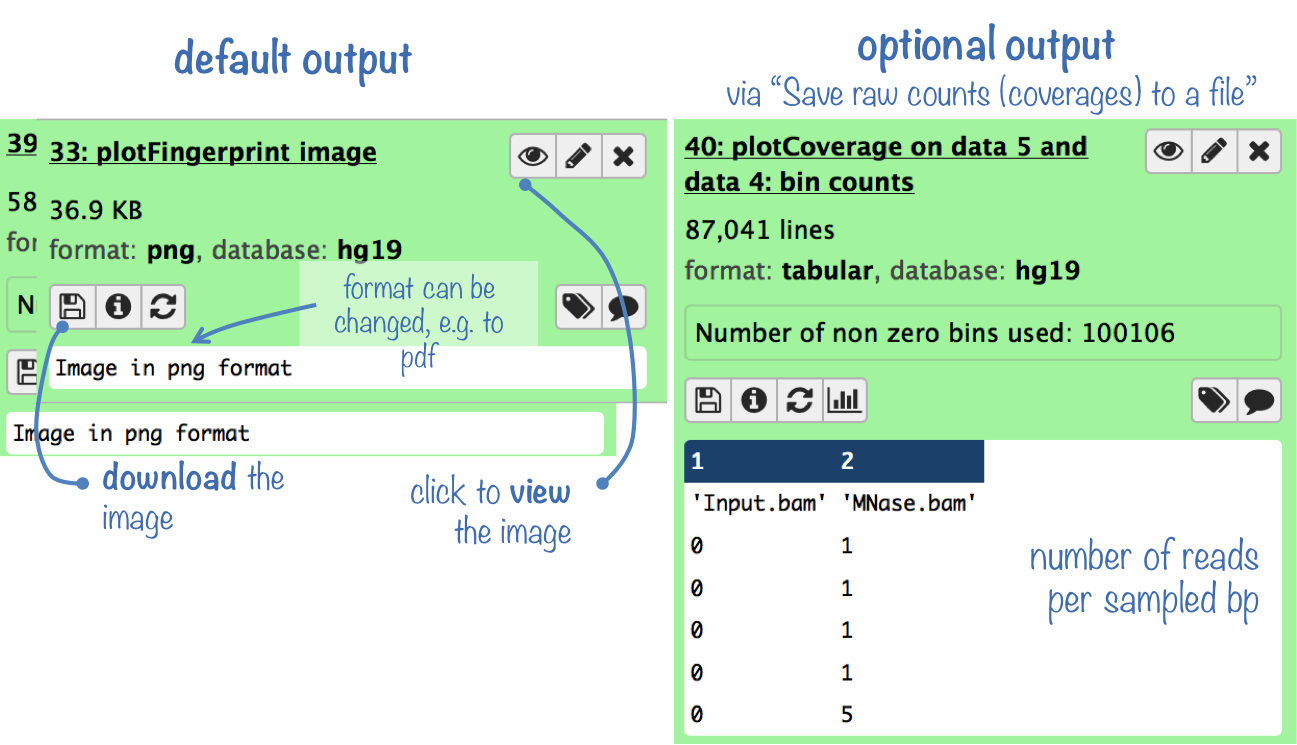 default output
39
33: plotFingerprint image
58
36.9 KB
format: png, database: hg19
format can be
changed, e.g. to
pdf
Image in png format
Image in png format
download the
image
click to view
the image
optional output
via “Save raw counts (coverages) to a file”
40: plotCoverage on data 5 and
data 4: bin counts
87,041 lines
format: tabular, database: hg19
Number of non zero bins used: 100106
1 2
'Input.bam' 'MNase.bam'
0 1
0 1
0 1
0 1
0 5
number of reads
per sampled bp